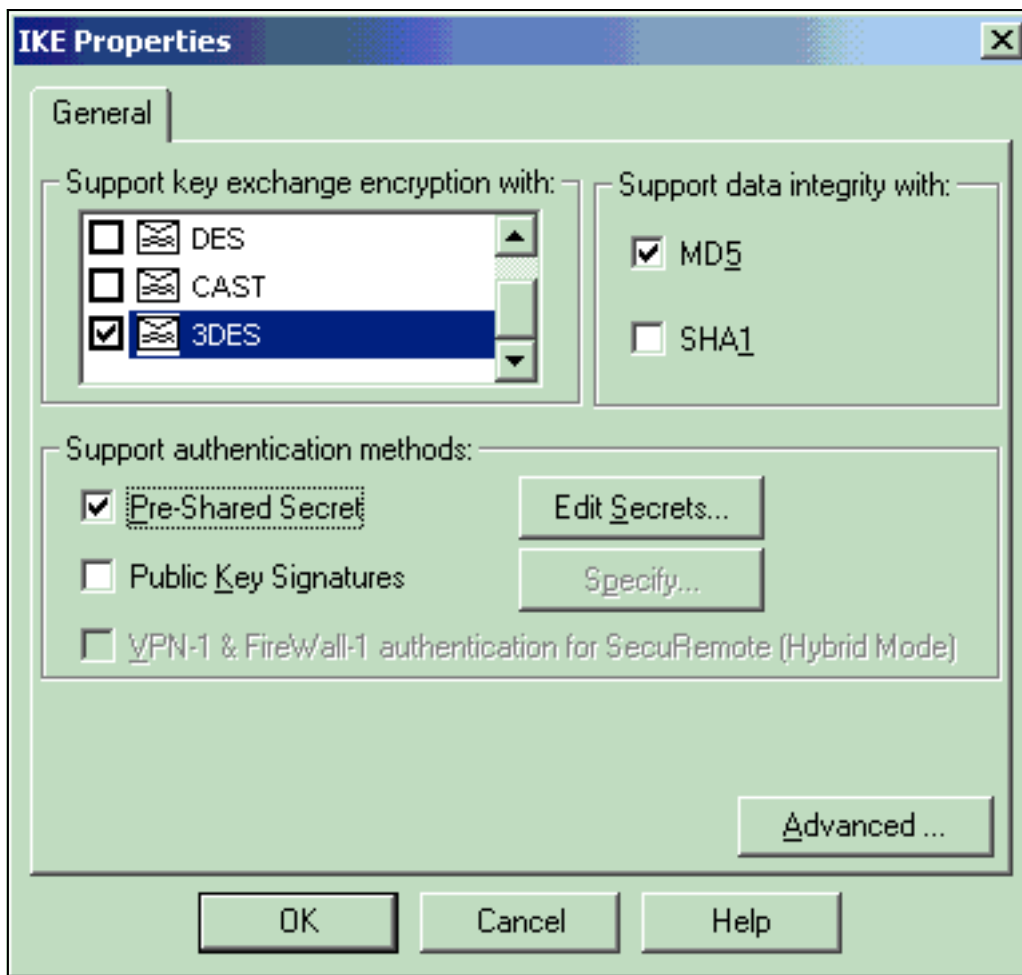 IKE Properties
General
Support key exchange encryption with:
DES
CAST
3DES
Support data integrity with:
MD5
SHA1
Support authentication methods:
Pre-Shared Secret
Edit Secrets...
Public Key Signatures
Specify...
VPN-1 & FireWall-1 authentication for SecuRemote (Hybrid Mode)
Advanced ...
OK
Cancel
Help